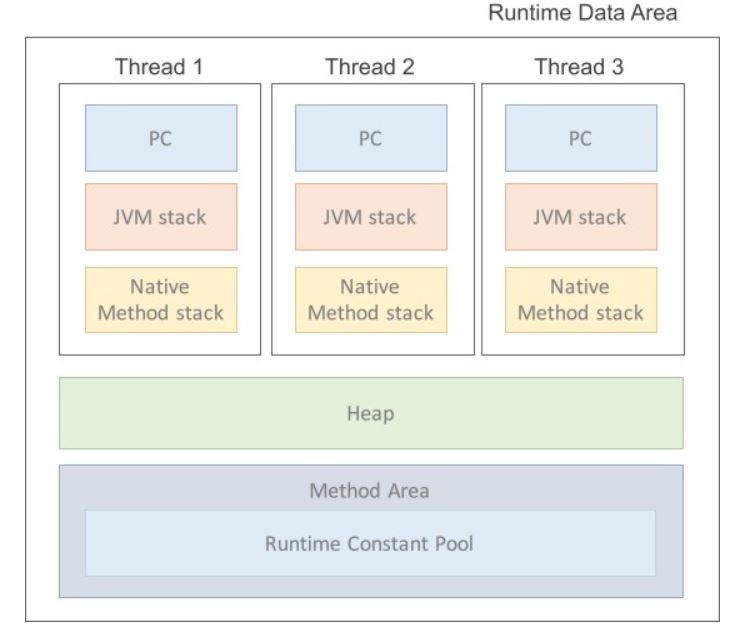 Runtime Data Area
Thread 1
Thread 2
Thread 3
PC
PC
PC
JVM stack
JVM stack
JVM stack
Native
Method stack
Native
Method stack
Native
Method stack
Heap
Method Area
Runtime Constant Pool